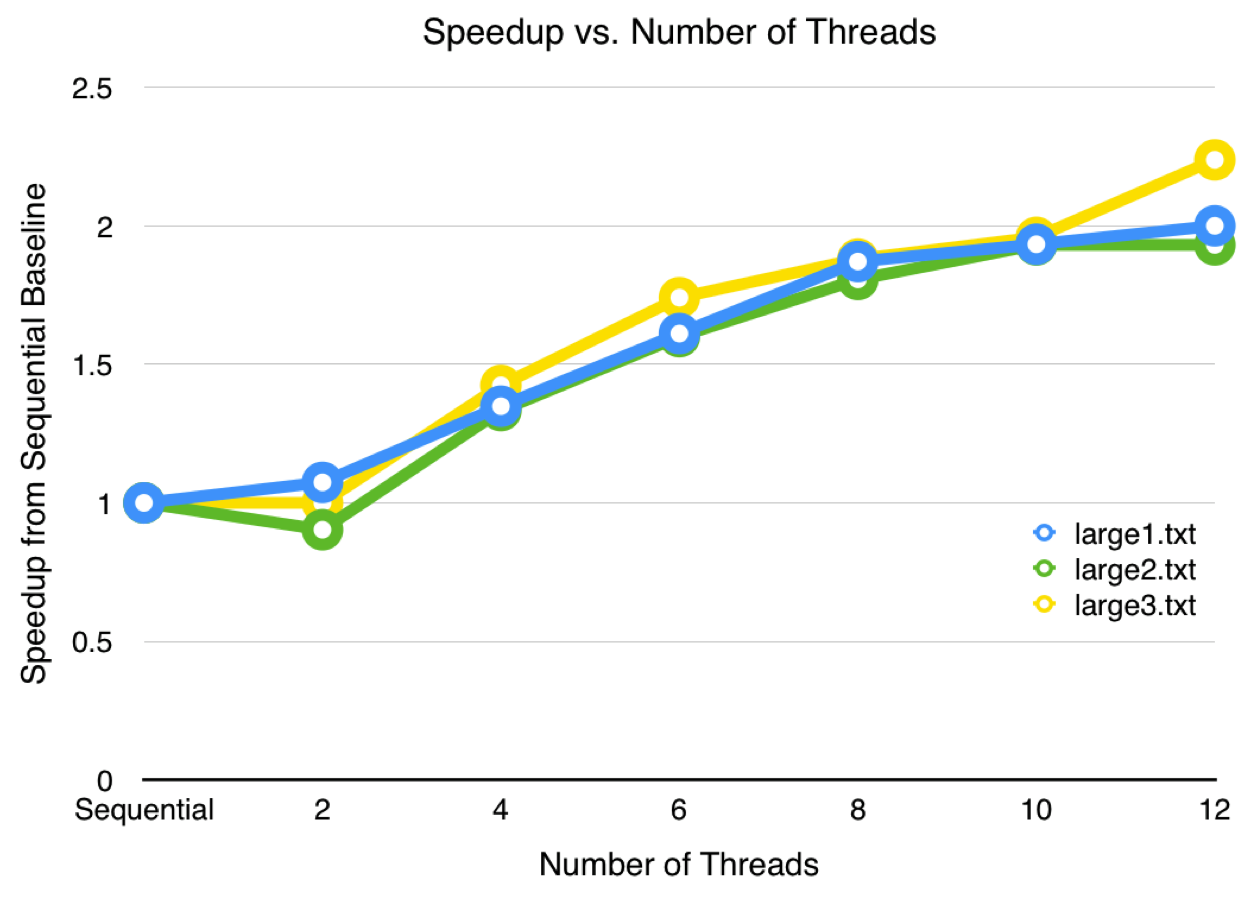 Speedup vs. Number of Threads
Speedup from Sequential Baseline
2.5
2
1.5
1
0.5
0
large1.txt
large2.txt
large3.txt
Sequential 2 4 6 8 10 12
Number of Threads